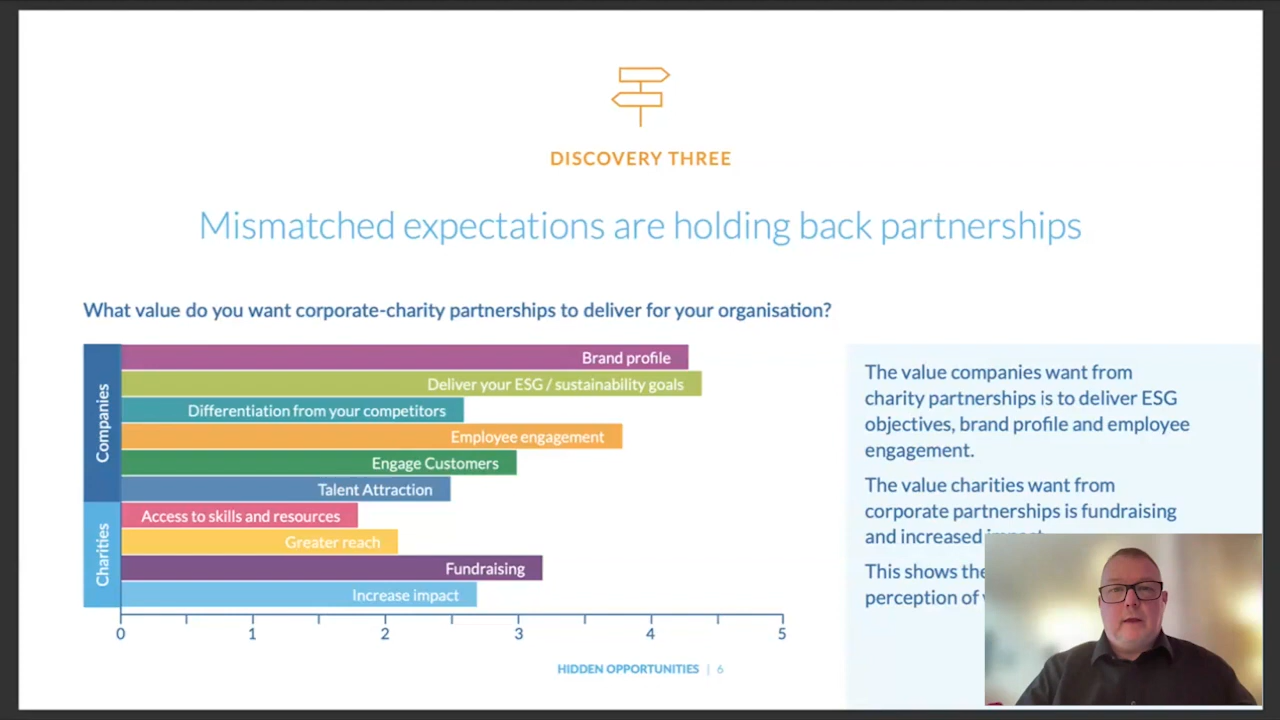 DISCOVERY THREE
Mismatched expectations are holding back partnerships
What value do you want corporate-charity partnerships to deliver for your organisation?
Companies
Brand profile
Deliver your ESG / sustainability goals
Differentiation from your competitors
Employee engagement
Engage Customers
Talent Attraction
Charities
Access to skills and resources
Greater reach
Fundraising
Increase impact
0 1 2 3 4 5
The value companies want from
charity partnerships is to deliver ESG
objectives, brand profile and employee
engagement.
The value charities want from
corporate partnerships is fundraising
and increased
This shows the
perception of
HIDDEN OPPORTUNITIES | 6